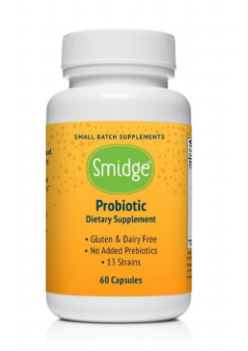 SMALL BATCH SUPPLEMENTS
Smidge®
Probiotic
Dietary Supplement
• Gluten & Dairy Free
• No Added Prebiotics
• 13 Strains
60 Capsules